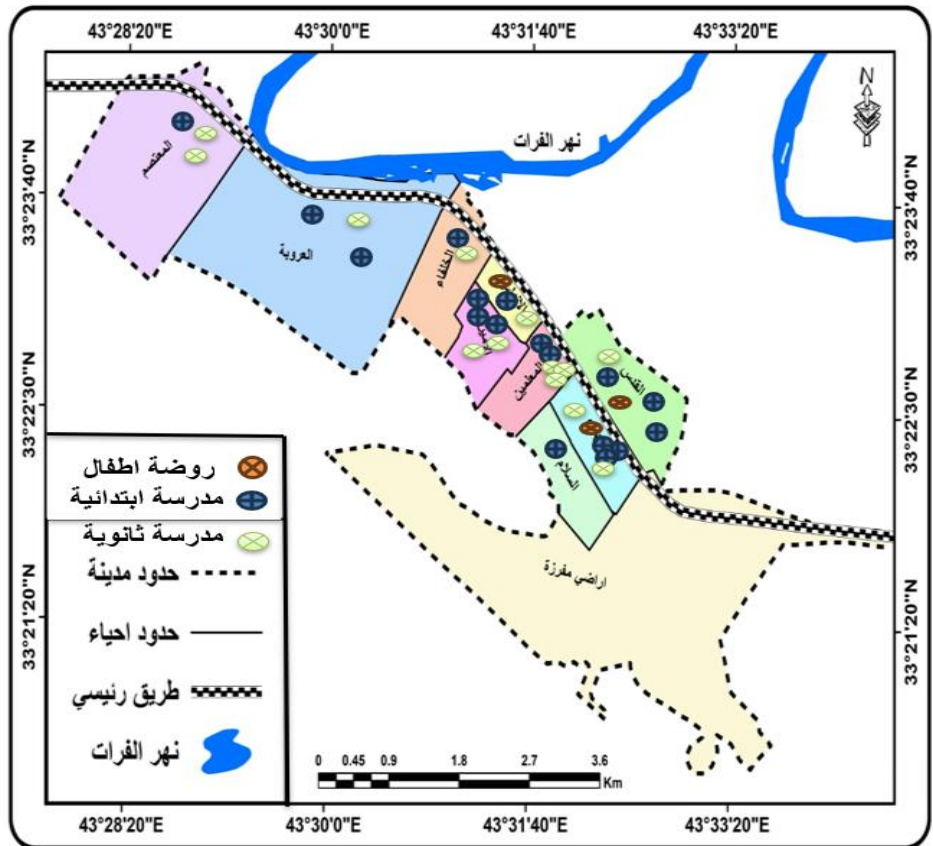 43°28'20"E 43°30'0"E 43°31'40"E 43°33'20"E
N
نهر الفرات
33°23'40"N
33°23'40"N
المعتصم
العروبة
الخلفاء
المعلمين
القدس
33°22'30"N
33°22'30"N
السلام
اراضي مفرزة
33°21'20"N
33°21'20"N
روضة اطفال
مدرسة ابتدائية
مدرسة ثانوية
حدود مدينة
حدود احياء
طريق رئيسي
نهر الفرات
0 0.45 0.9 1.8 2.7 3.6
Km
43°28'20"E 43°30'0"E 43°31'40"E 43°33'20"E